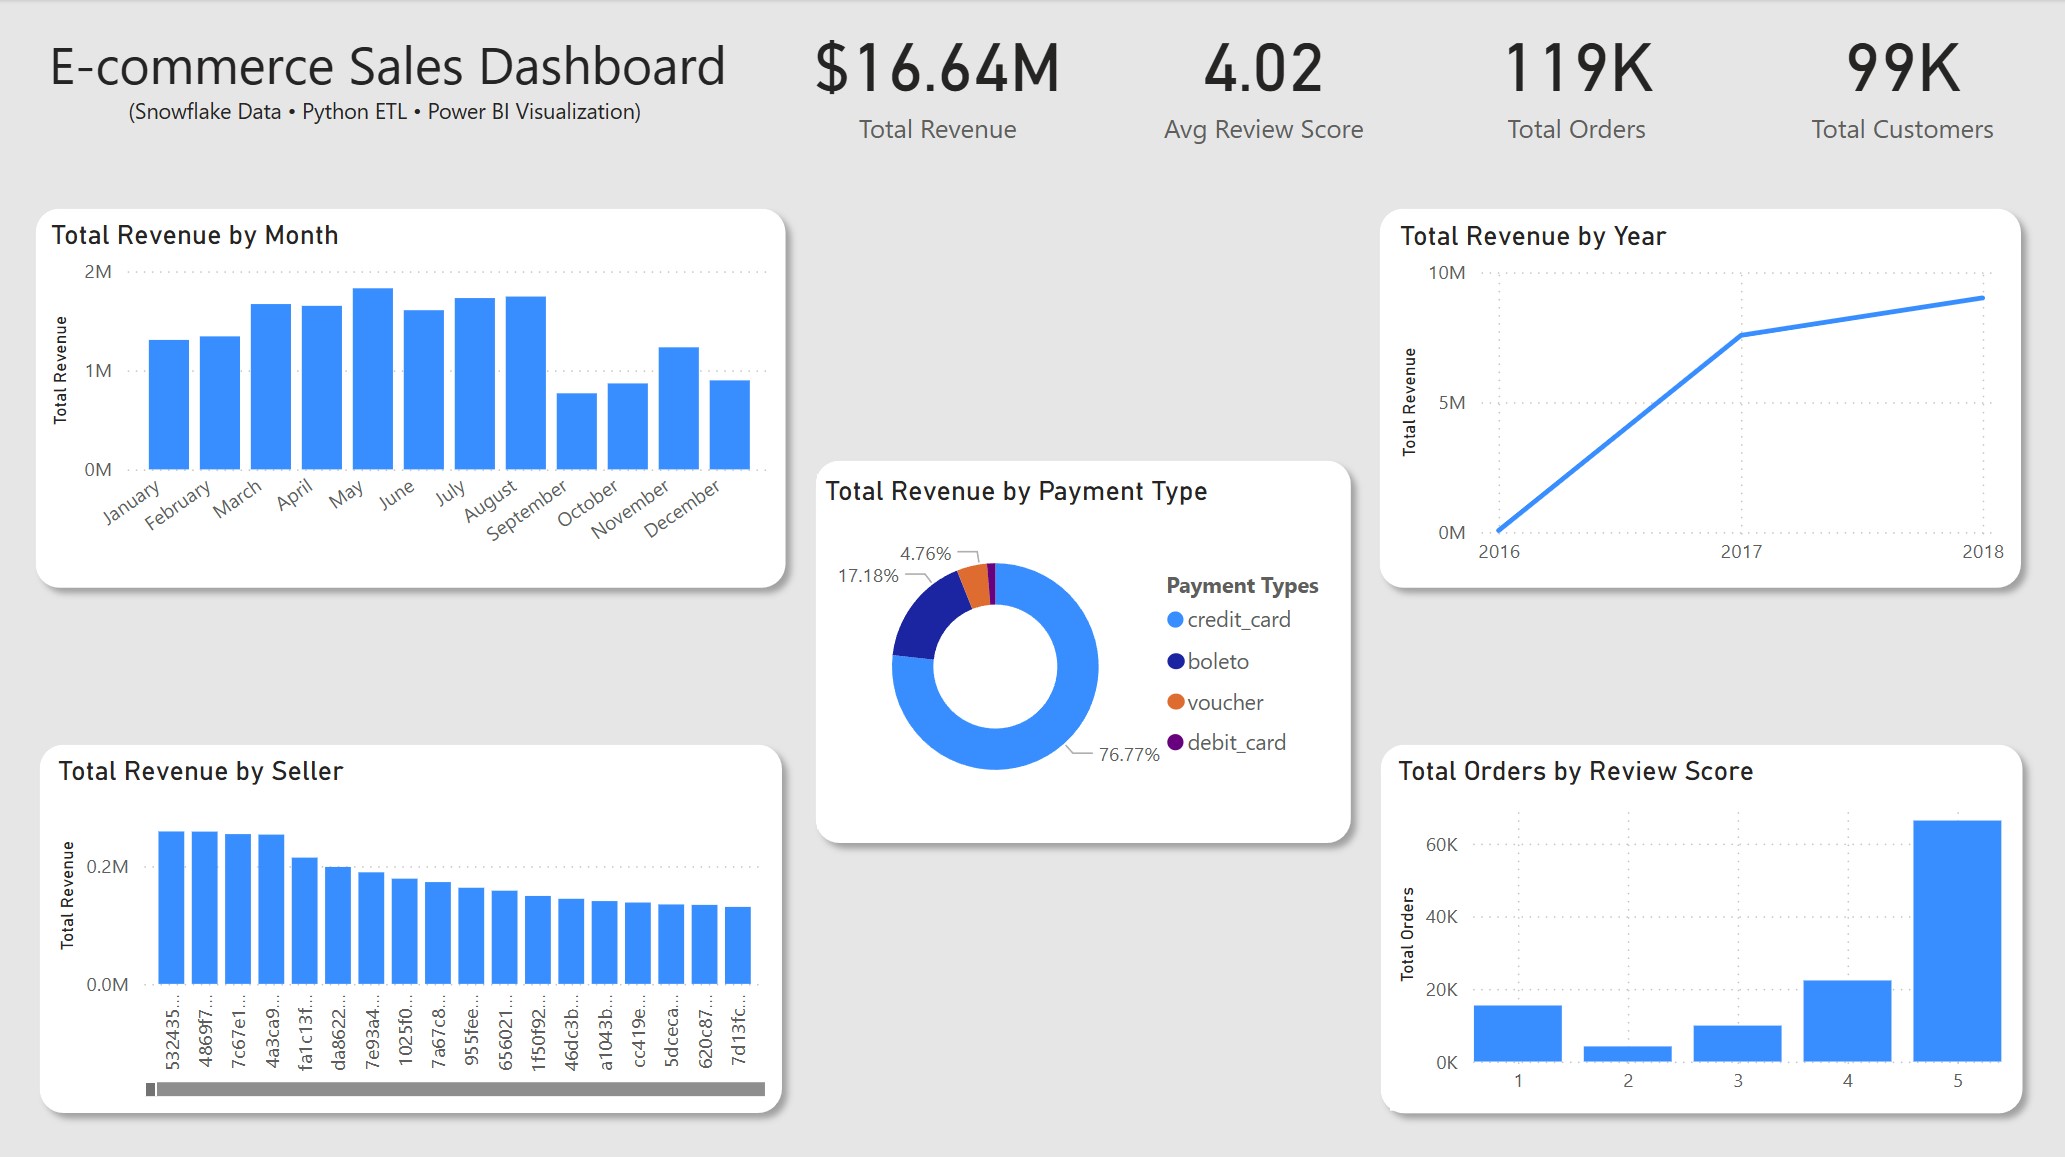 E-commerce Sales Dashboard
(Snowflake Data • Python ETL • Power BI Visualization)
$16.64M
Total Revenue
4.02
Avg Review Score
119K
Total Orders
99K
Total Customers
Total Revenue by Month
Total Revenue
2M
1M
0M
January
February
March
April
May
June
July
August
September
October
November
December
Total Revenue by Payment Type
4.76%
17.18%
76.77%
Payment Types
credit_card
boleto
voucher
debit_card
Total Revenue by Year
Total Revenue
10M
5M
0M
2016
2017
2018
Total Revenue by Seller
Total Revenue
0.2M
0.0M
532435...
4869f7...
7c67e1...
4a3ca9...
fa1c13f...
da8622...
7e93a4...
1025f0...
7a67c8...
955fee...
656021...
1f50f92...
46dc3b...
a1043b...
cc419e...
5dceca...
620c87...
7d13fc...
Total Orders by Review Score
Total Orders
60K
40K
20K
0K
1
2
3
4
5